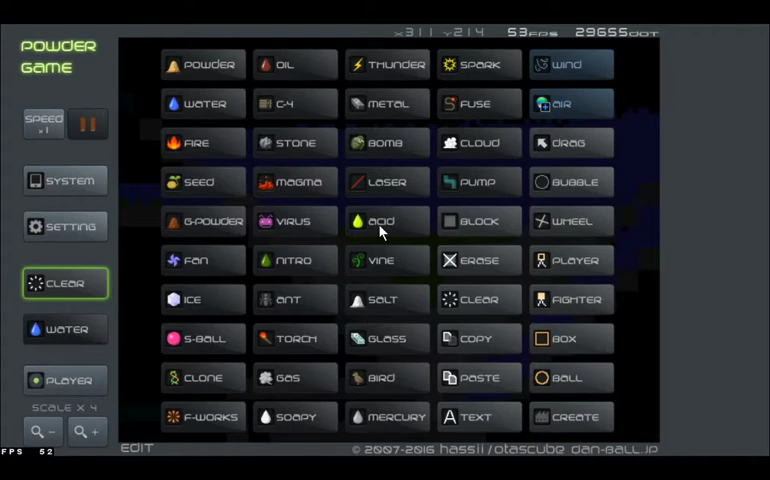 X311 Y214 53FPS 29655DOT
POWDER GAME
SPEED X1
SYSTEM
SETTING
CLEAR
WATER
PLAYER
SCALE X 4
- +
FPS 52
POWDER OIL THUNDER SPARK WIND
WATER C-4 METAL FUSE AIR
FIRE STONE BOMB CLOUD DRAG
SEED MAGMA LASER PUMP BUBBLE
G-POWDER VIRUS ACID BLOCK WHEEL
FAN NITRO VINE ERASE PLAYER
ICE ANT SALT CLEAR FIGHTER
S-BALL TORCH GLASS COPY BOX
CLONE GAS BIRD PASTE BALL
F-WORKS SOAPY MERCURY A TEXT CREATE
EDIT © 2007-2016 HASSII/OTASCUBE DAN-BALL.JP